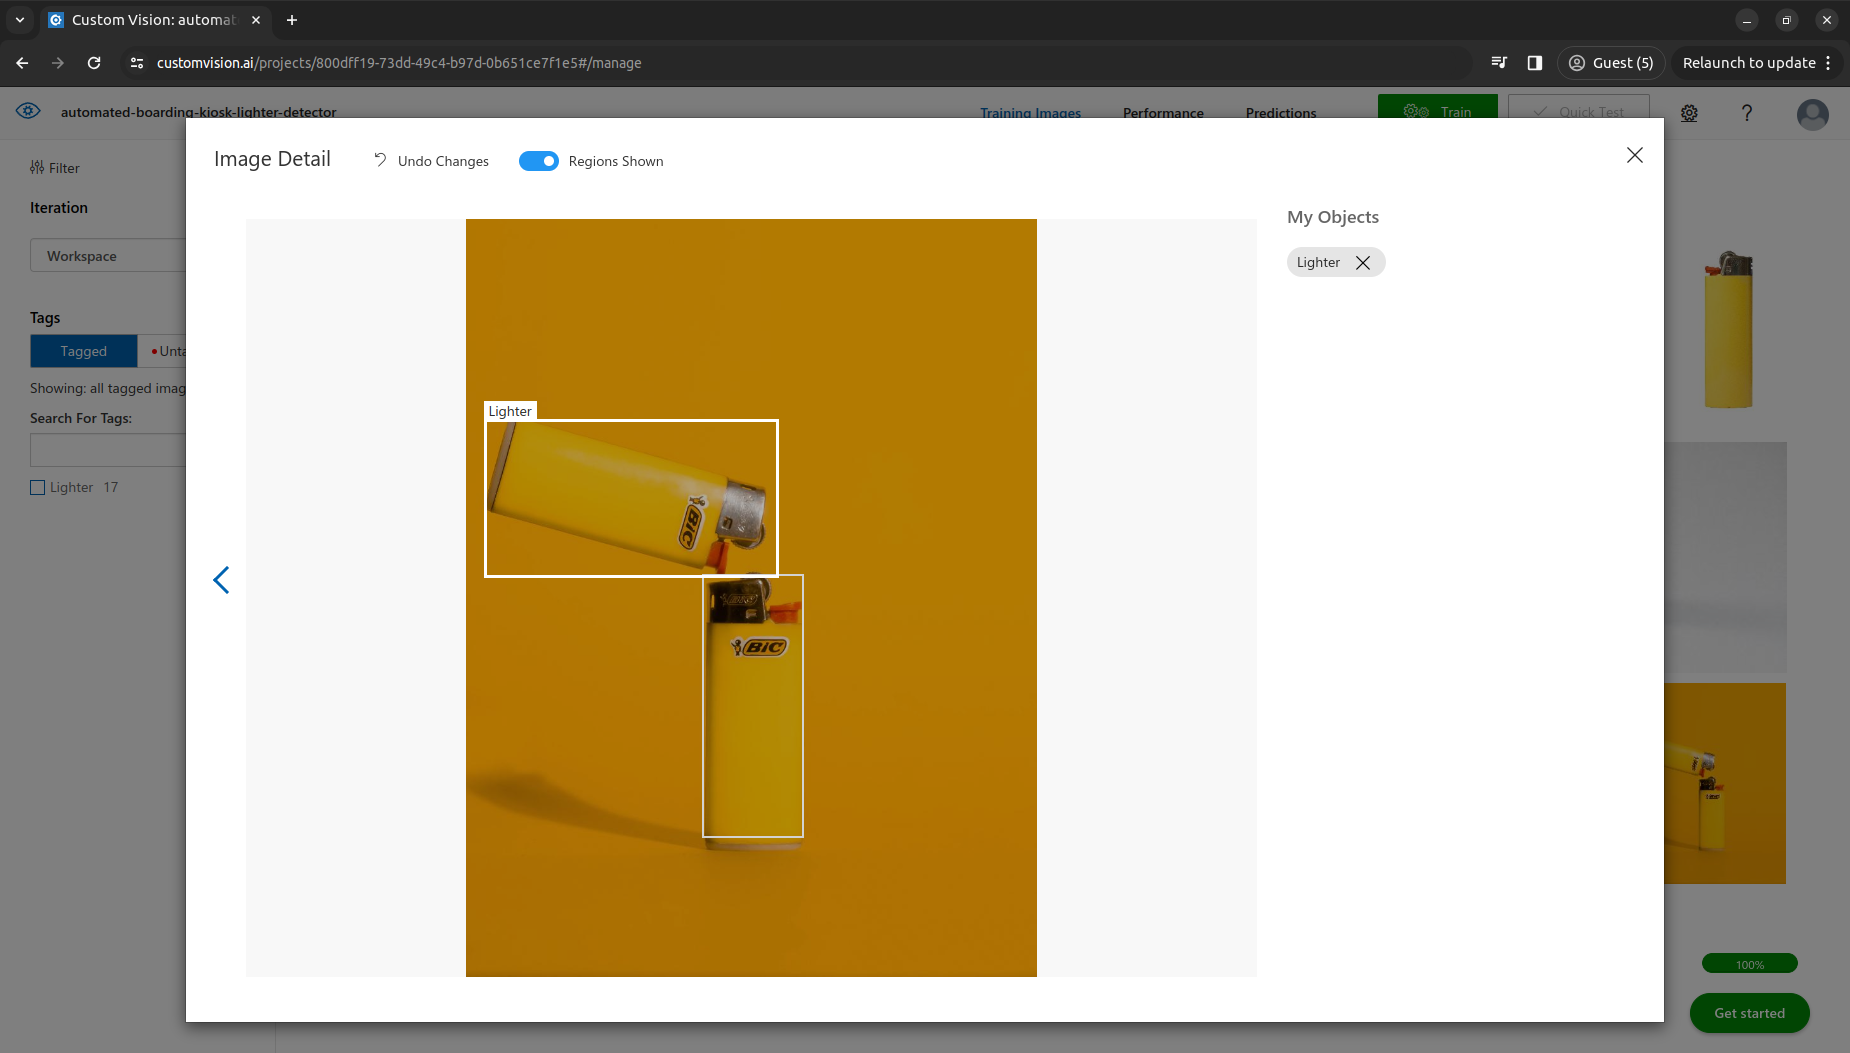 Custom Vision: automat
customvision.ai/projects/800dff19-73dd-49c4-b97d-0b651ce7f1e5#/manage
Guest (5)
Relaunch to update
automated-boarding-kiosk-lighter-detector
Training Images
Performance
Predictions
Train
Quick Test
?
Filter
Iteration
Workspace
Tags
Tagged
Unta
Showing: all tagged imag
Search For Tags:
Lighter 17
Image Detail
Undo Changes
Regions Shown
My Objects
Lighter
Lighter
BIC
BIC
100%
Get started